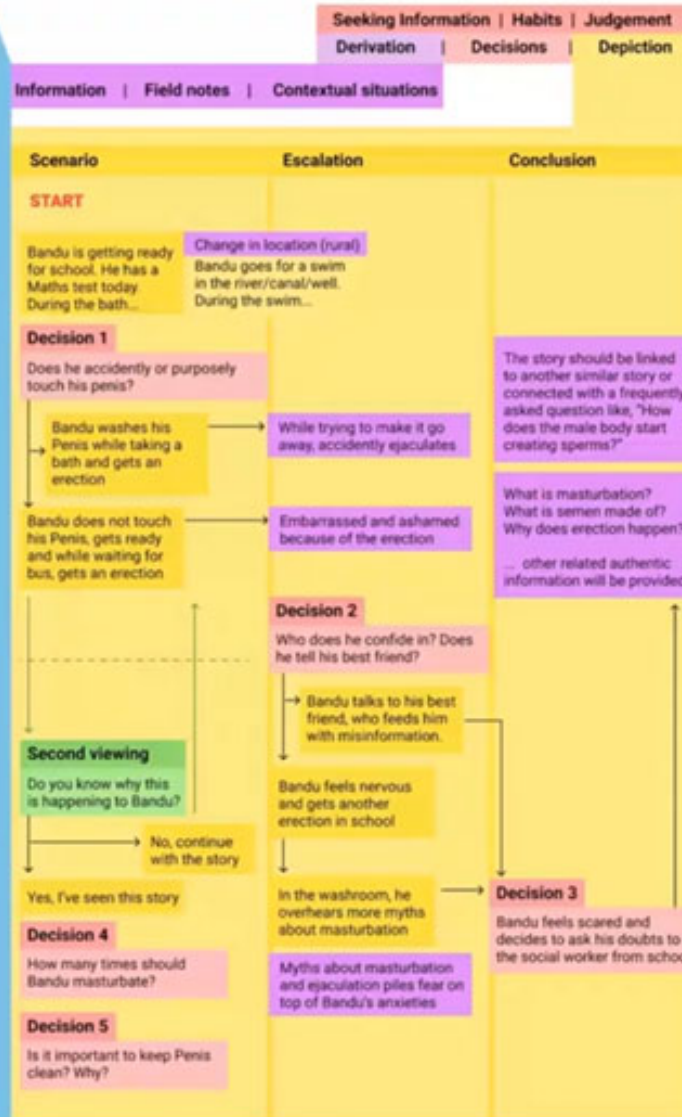 Seeking Information | Habits | Judgement
Derivation | Decisions | Depiction
Information | Field notes | Contextual situations
Scenario
Escalation
Conclusion
START
Bandu is getting ready
for school. He has a
Maths test today.
During the bath...
Change in location (rural)
Bandu goes for a swim
in the river/canal/well.
During the swim...
Decision 1
Does he accidently or purposely
touch his penis?
Bandu washes his
Penis while taking a
bath and gets an
erection
While trying to make it go
away, accidently ejaculates
Bandu does not touch
his Penis, gets ready
and while waiting for
bus, gets an erection
Embarrassed and ashamed
because of the erection
The story should be linked
to another similar story or
connected with a frequently
asked question like, "How
does the male body start
creating sperms?"
What is masturbation?
What is semen made of?
Why does erection happen?
... other related authentic
information will be provided
Decision 2
Who does he confide in? Does
he tell his best friend?
Bandu talks to his best
friend, who feeds him
with misinformation.
Bandu feels nervous
and gets another
erection in school
In the washroom, he
overhears more myths
about masturbation
Myths about masturbation
and ejaculation piles fear on
top of Bandu's anxieties
Second viewing
Do you know why this
is happening to Bandu?
No, continue
with the story
Yes, I've seen this story
Decision 3
Bandu feels scared and
decides to ask his doubts to
the social worker from schoo
Decision 4
How many times should
Bandu masturbate?
Decision 5
Is it important to keep Penis
clean? Why?